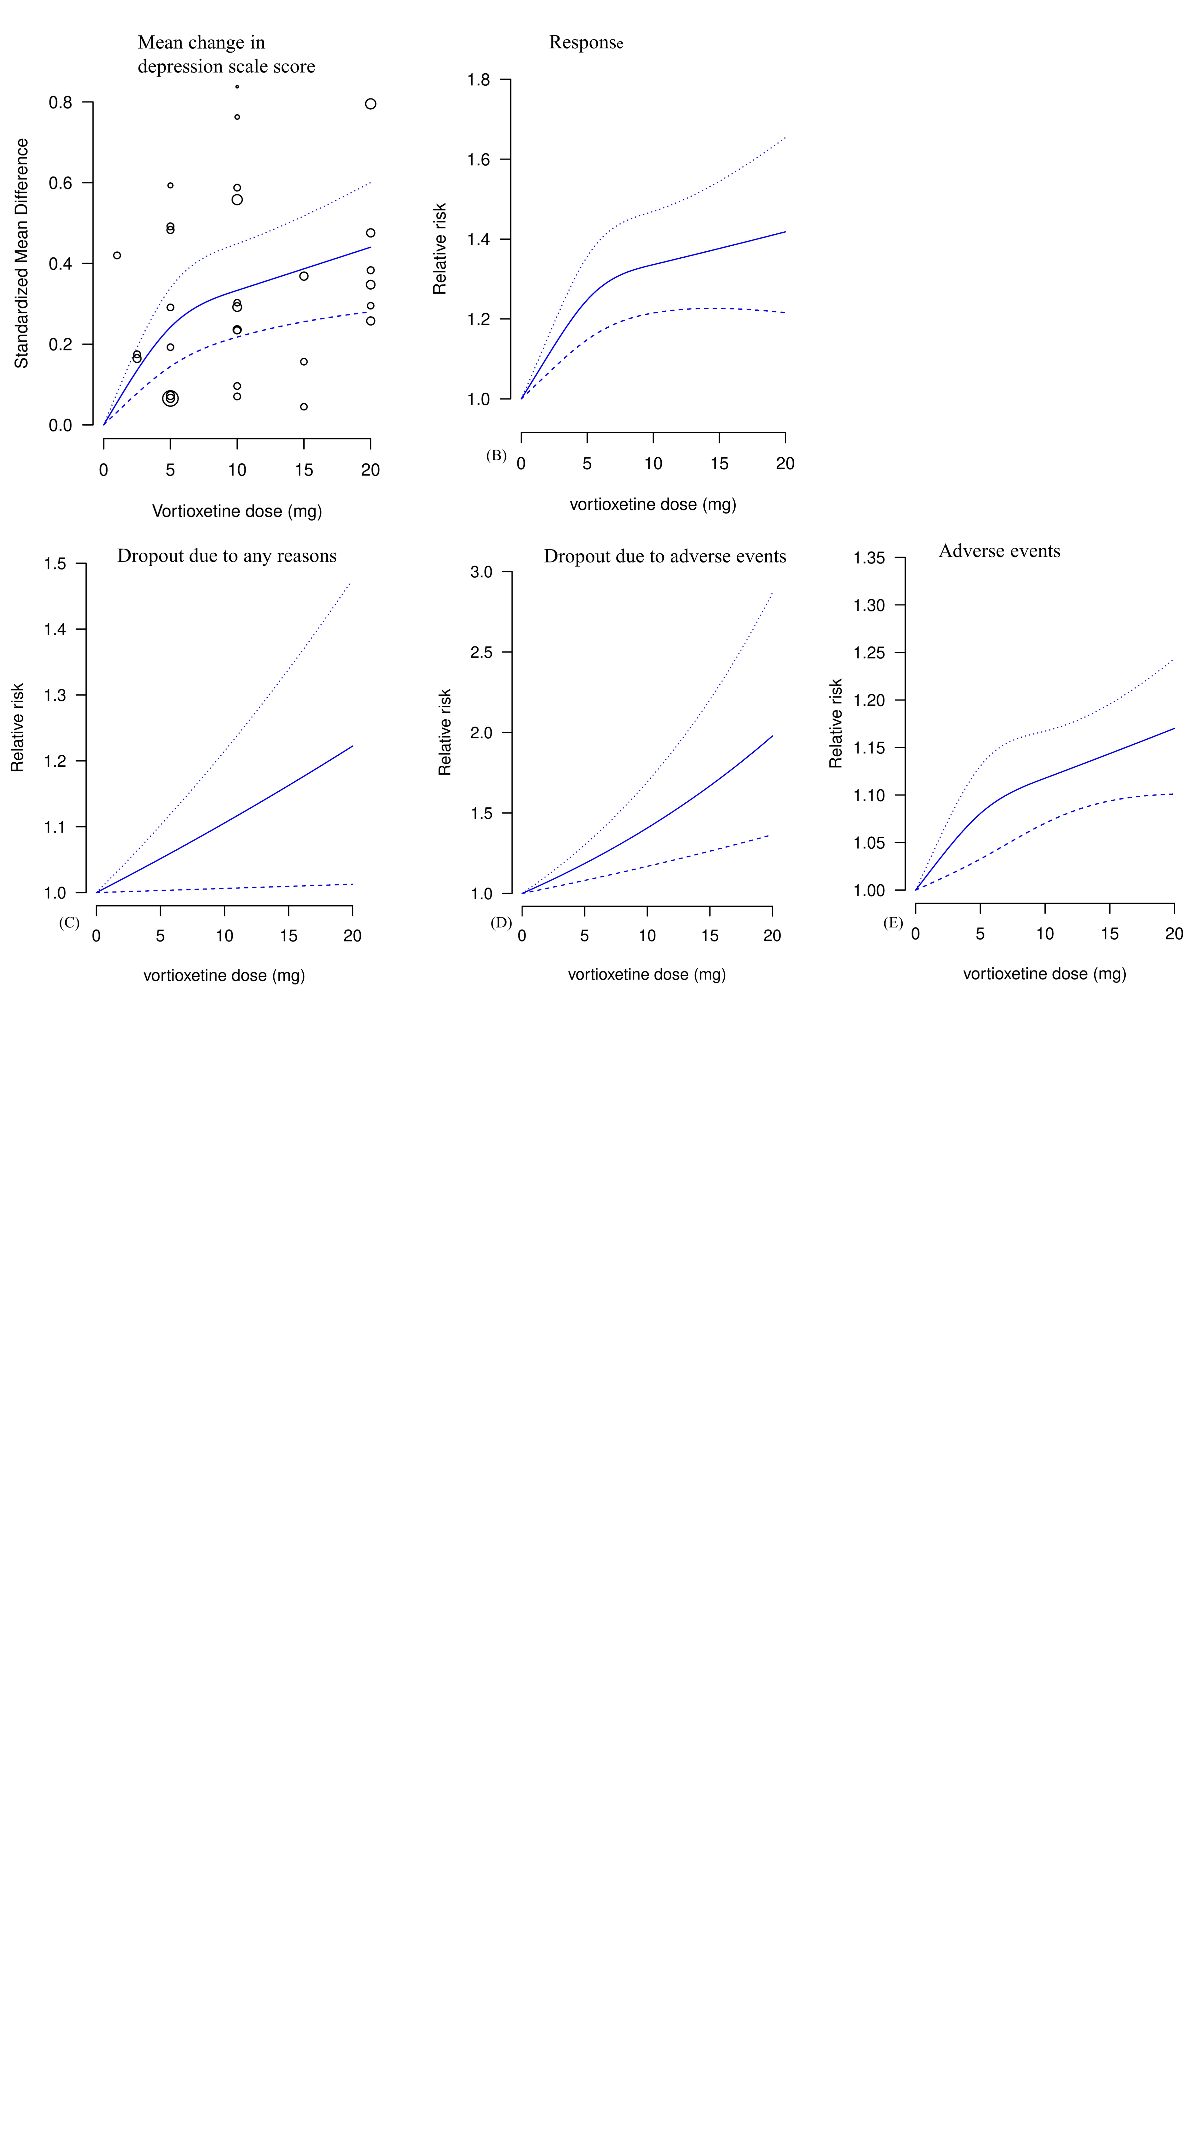 Mean change in
depression scale score
Standardized Mean Difference
0.8
0.6
0.4
0.2
0.0
0 5 10 15 20
Vortioxetine dose (mg)
Response
Relative risk
1.8
1.6
1.4
1.2
1.0
(B) 0 5 10 15 20
vortioxetine dose (mg)
Dropout due to any reasons
Relative risk
1.5
1.4
1.3
1.2
1.1
1.0
(C) 0 5 10 15 20
vortioxetine dose (mg)
Dropout due to adverse events
Relative risk
3.0
2.5
2.0
1.5
1.0
(D) 0 5 10 15 20
vortioxetine dose (mg)
Adverse events
Relative risk
1.35
1.30
1.25
1.20
1.15
1.10
1.05
1.00
(E) 0 5 10 15 20
vortioxetine dose (mg)